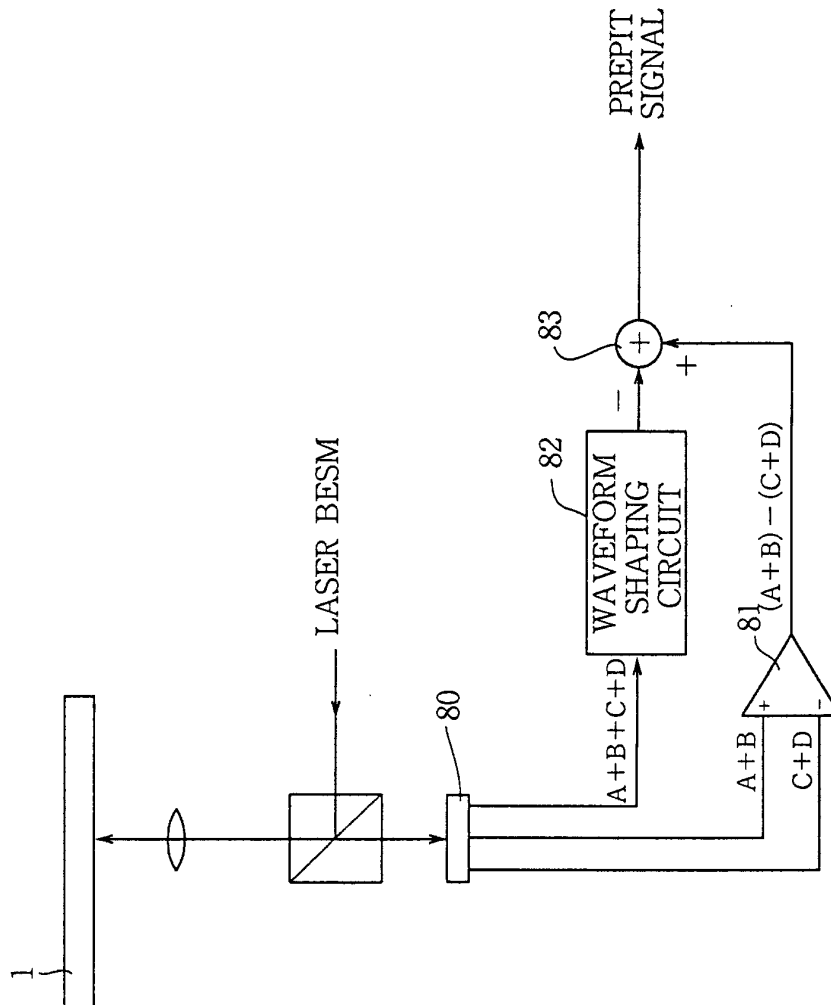 1
LASER BESM
80
A+B+C+D
82
WAVEFORM
SHAPING
CIRCUIT
−
83
+
+
PREPIT
SIGNAL
A+B
C+D
+
−
81
(A+B)−(C+D)